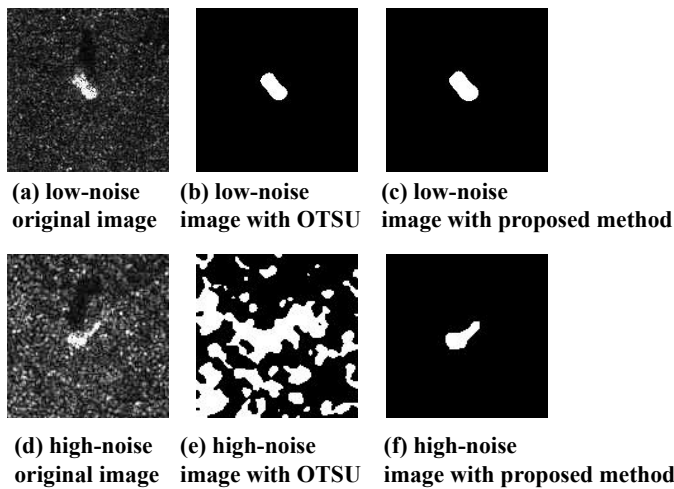 (a) low-noise
original image
(b) low-noise
image with OTSU
(c) low-noise
image with proposed method
(d) high-noise
original image
(e) high-noise
image with OTSU
(f) high-noise
image with proposed method